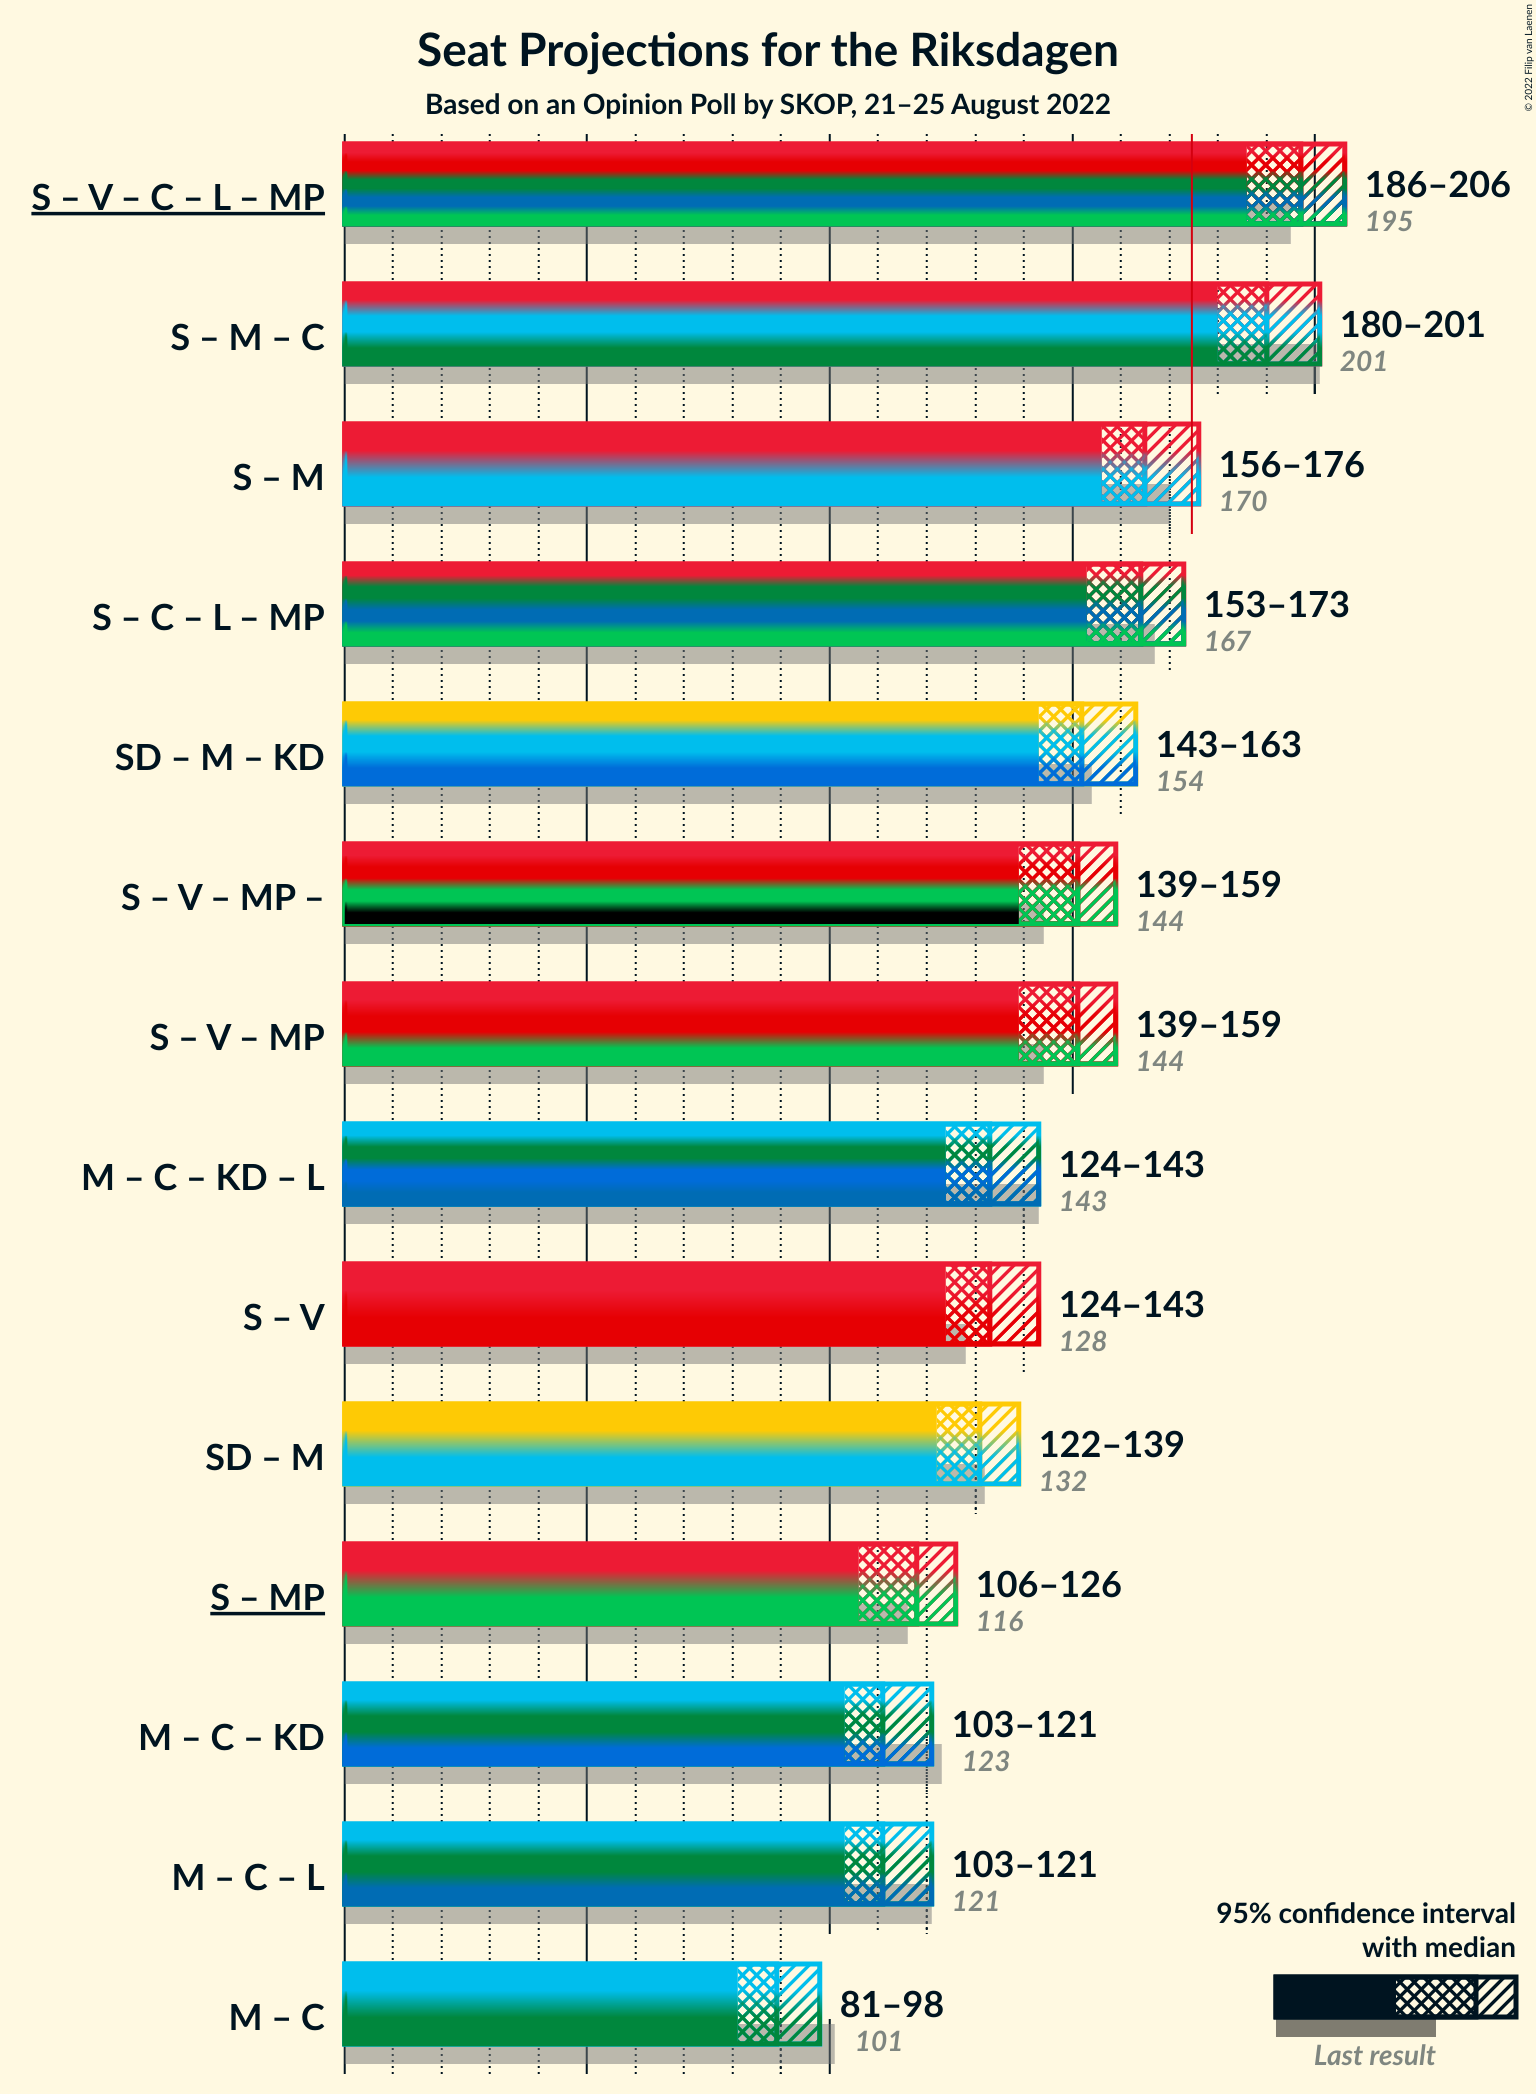 Seat Projections for the Riksdagen
Based on an Opinion Poll by SKOP, 21–25 August 2022
© 2022 Filip van Laenen
S – V – C – L – MP
186–206
195
S – M – C
180–201
201
S – M
156–176
170
S – C – L – MP
153–173
167
SD – M – KD
143–163
154
S – V – MP –
139–159
144
S – V – MP
139–159
144
M – C – KD – L
124–143
143
S – V
124–143
128
SD – M
122–139
132
S – MP
106–126
116
M – C – KD
103–121
123
M – C – L
103–121
121
M – C
81–98
101
95% confidence interval
with median
Last result